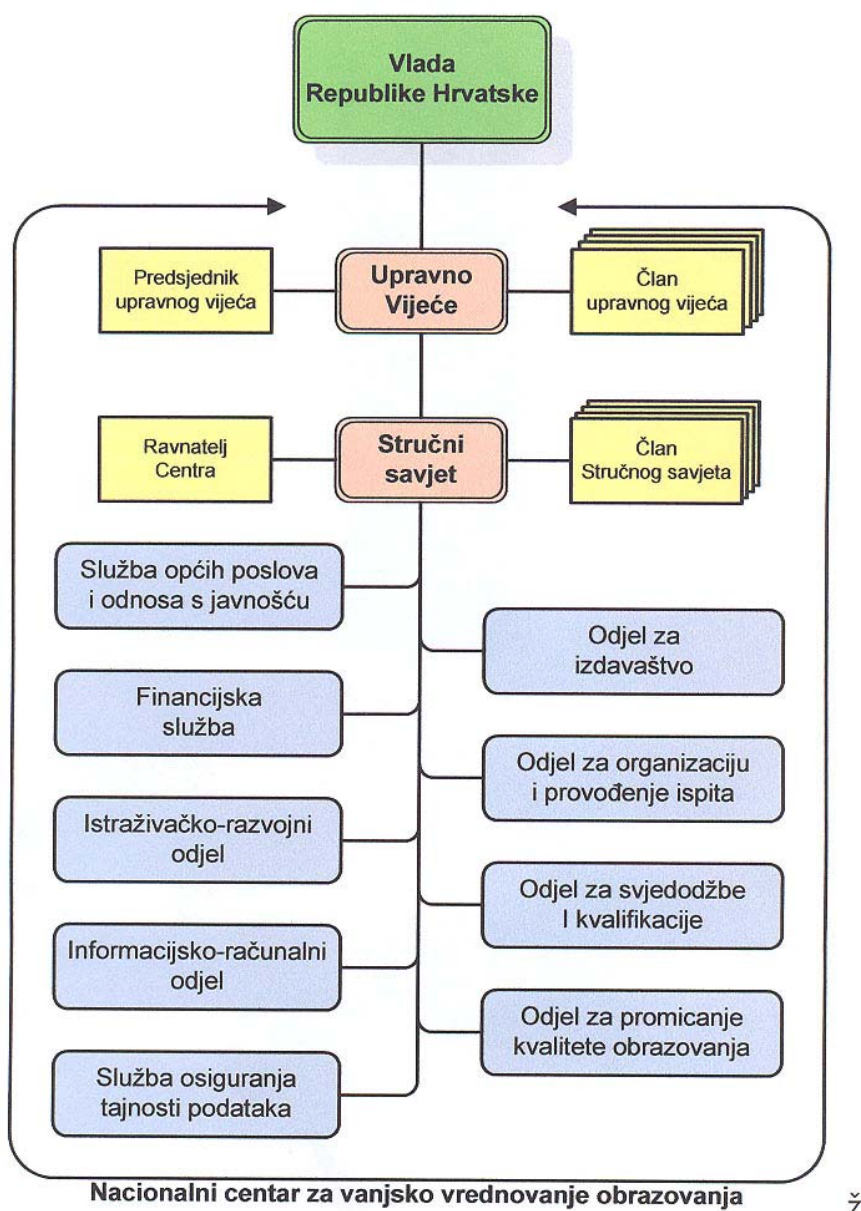 Vlada
Republike Hrvatske
Predsjednik
upravnog vijeća
Upravno
Vijeće
Član
upravnog vijeća
Ravnatelj
Centra
Stručni
savjet
Član
Stručnog savjeta
Služba općih poslova
i odnosa s javnošću
Odjel za
izdavaštvo
Financijska
služba
Odjel za organizaciju
i provođenje ispita
Istraživačko-razvojni
odjel
Odjel za svjedodžbe
I kvalifikacije
Informacijsko-računalni
odjel
Odjel za promicanje
kvalitete obrazovanja
Služba osiguranja
tajnosti podataka
Nacionalni centar za vanjsko vrednovanje obrazovanja